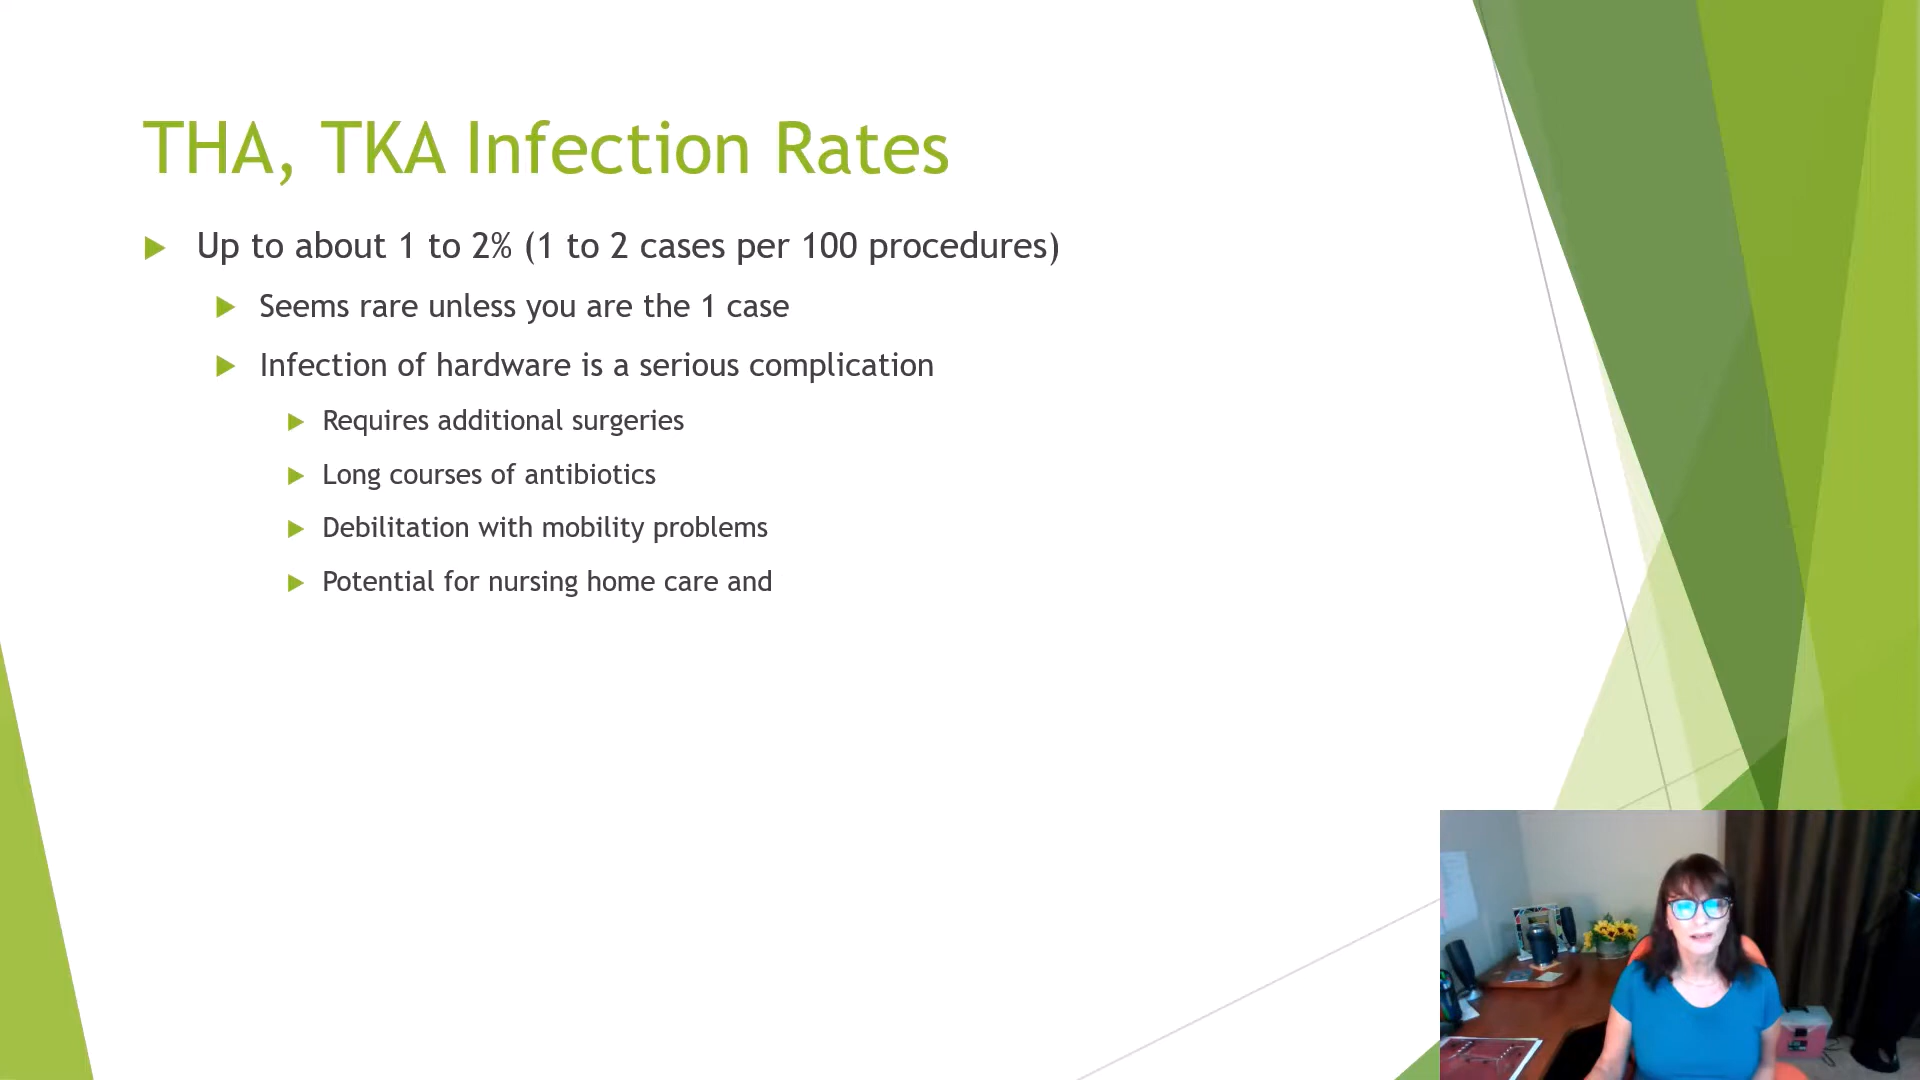 THA, TKA Infection Rates
Up to about 1 to 2% (1 to 2 cases per 100 procedures)
Seems rare unless you are the 1 case
Infection of hardware is a serious complication
Requires additional surgeries
Long courses of antibiotics
Debilitation with mobility problems
Potential for nursing home care and